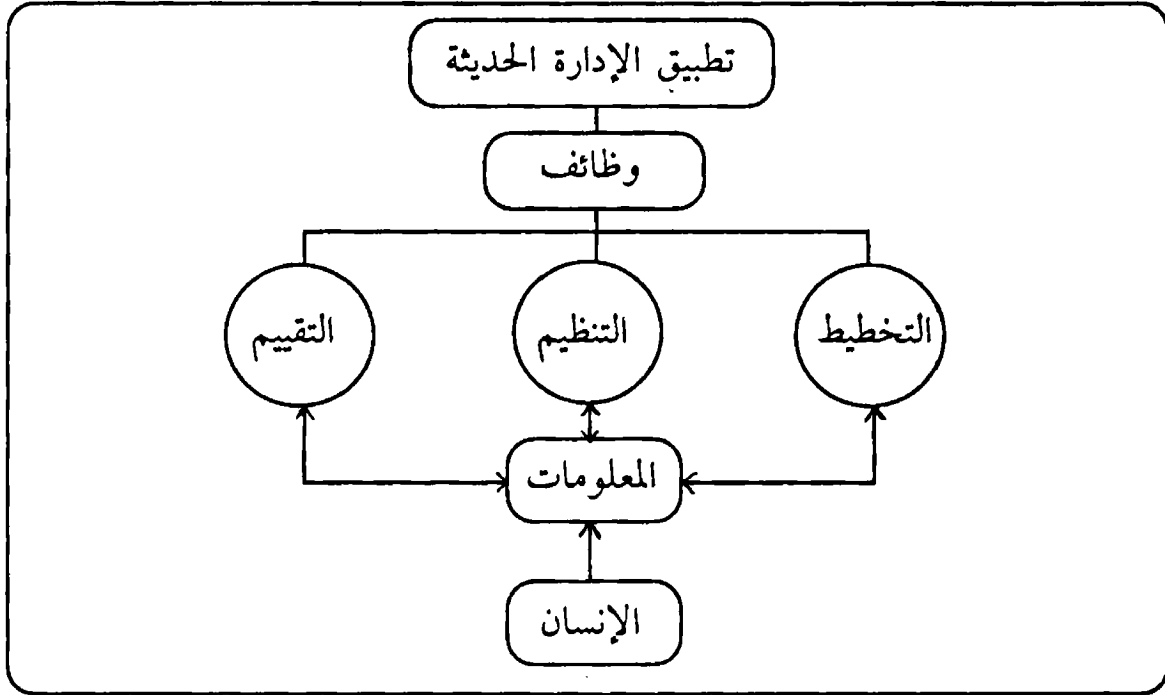 تطبيق الإدارة الحديثة
وظائف
التخطيط
التنظيم
التقييم
المعلومات
الإنسان